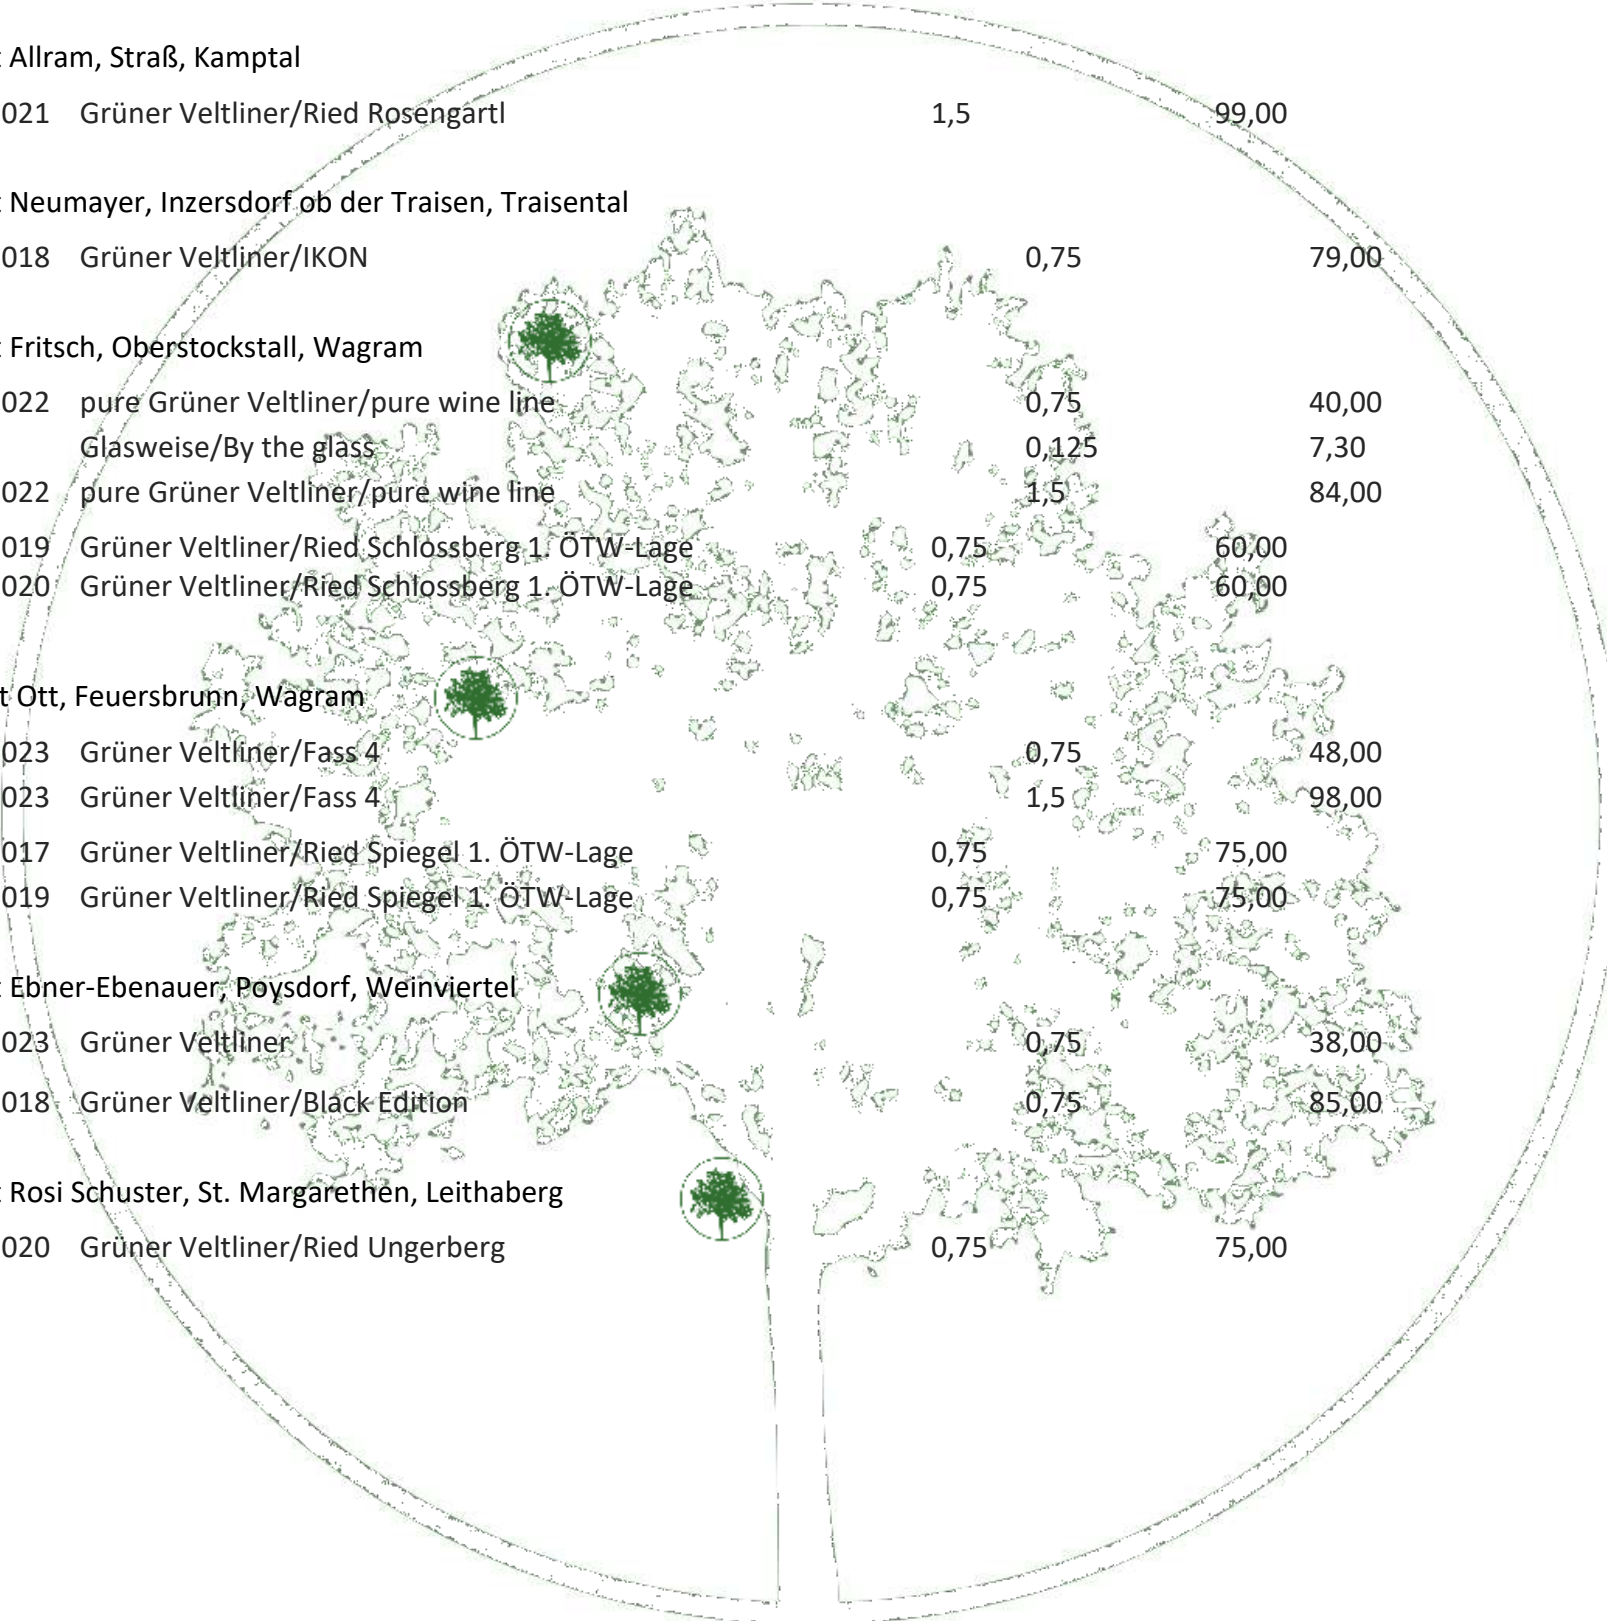 t Allram, Straß, Kamptal
021 Grüner Veltliner/Ried Rosengartl 1,5 99,00
t Neumayer, Inzersdorf ob der Traisen, Traisental
018 Grüner Veltliner/IKON 0,75 79,00
t Fritsch, Oberstockstall, Wagram
022 pure Grüner Veltliner/pure wine line 0,75 40,00
Glasweise/By the glass 0,125 7,30
022 pure Grüner Veltliner/pure wine line 1,5 84,00
019 Grüner Veltliner/Ried Schlossberg 1. ÖTW-Lage 0,75 60,00
020 Grüner Veltliner/Ried Schlossberg 1. ÖTW-Lage 0,75 60,00
t Ott, Feuersbrunn, Wagram
023 Grüner Veltliner/Fass 4 0,75 48,00
023 Grüner Veltliner/Fass 4 1,5 98,00
017 Grüner Veltliner/Ried Spiegel 1. ÖTW-Lage 0,75 75,00
019 Grüner Veltliner/Ried Spiegel 1. ÖTW-Lage 0,75 75,00
t Ebner-Ebenauer, Poysdorf, Weinviertel
023 Grüner Veltliner 0,75 38,00
018 Grüner Veltliner/Black Edition 0,75 85,00
t Rosi Schuster, St. Margarethen, Leithaberg
020 Grüner Veltliner/Ried Ungerberg 0,75 75,00